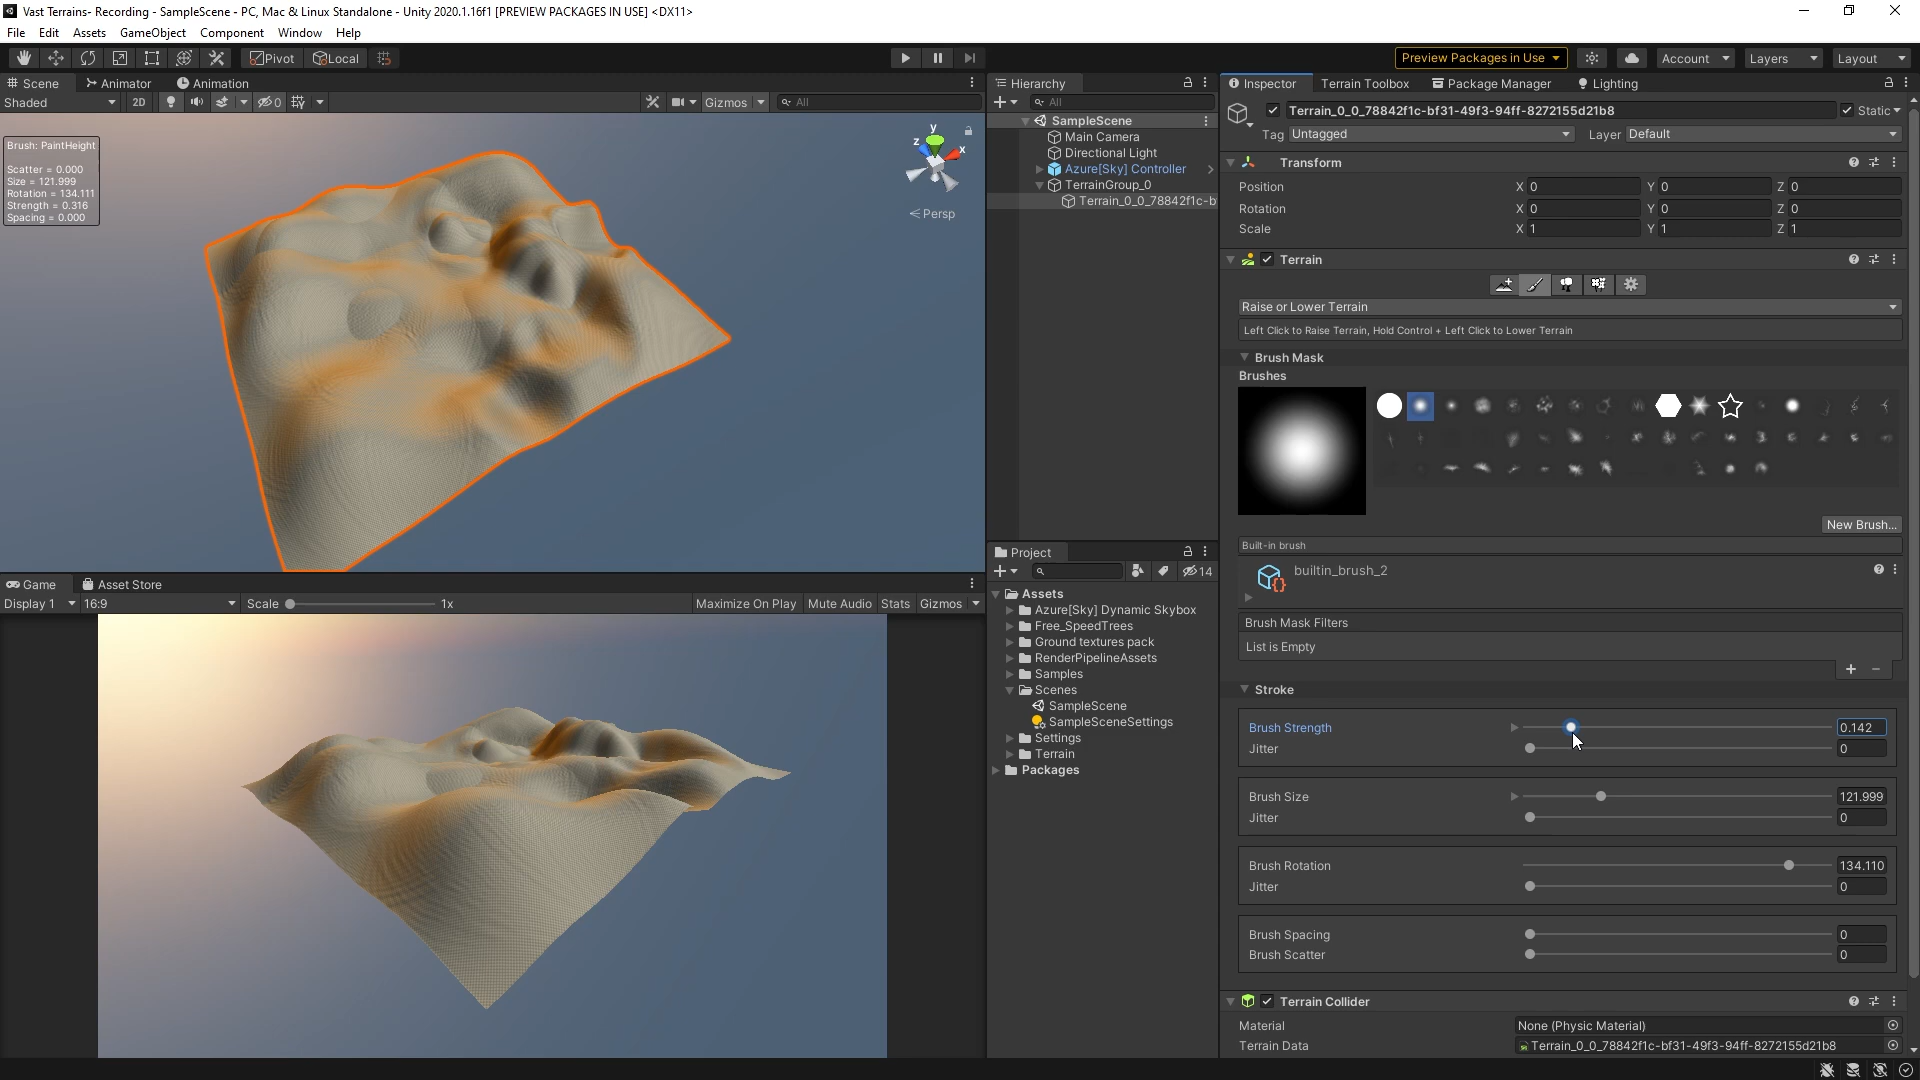 Vast Terrains- Recording - SampleScene - PC, Mac & Linux Standalone - Unity 2020.1.16f1 [PREVIEW PACKAGES IN USE] <DX11>
File Edit Assets GameObject Component Window Help
Pivot Local Preview Packages in Use Account Layers Layout
Scene Animator Animation
Shaded 2D 0 Gizmos All
Brush: PaintHeight
Scatter = 0.000
Size = 121.999
Rotation = 134.111
Strength = 0.316
Spacing = 0.000
y
z x
Persp
Game Asset Store
Display 1 16:9 Scale 1x Maximize On Play Mute Audio Stats Gizmos
Hierarchy
All
SampleScene
Main Camera
Directional Light
Azure[Sky] Controller
TerrainGroup_0
Terrain_0_0_78842f1c-b
Project
14
Assets
Azure[Sky] Dynamic Skybox
Free_SpeedTrees
Ground textures pack
RenderPipelineAssets
Samples
Scenes
SampleScene
SampleSceneSettings
Settings
Terrain
Packages
Inspector Terrain Toolbox Package Manager Lighting
Terrain_0_0_78842f1c-bf31-49f3-94ff-8272155d21b8 Static
Tag Untagged Layer Default
Transform
Position X 0 Y 0 Z 0
Rotation X 0 Y 0 Z 0
Scale X 1 Y 1 Z 1
Terrain
Raise or Lower Terrain
Left Click to Raise Terrain, Hold Control + Left Click to Lower Terrain
Brush Mask
Brushes
New Brush...
Built-in brush
builtin_brush_2
Brush Mask Filters
List is Empty
Stroke
Brush Strength 0.142
Jitter 0
Brush Size 121.999
Jitter 0
Brush Rotation 134.110
Jitter 0
Brush Spacing 0
Brush Scatter 0
Terrain Collider
Material None (Physic Material)
Terrain Data Terrain_0_0_78842f1c-bf31-49f3-94ff-8272155d21b8